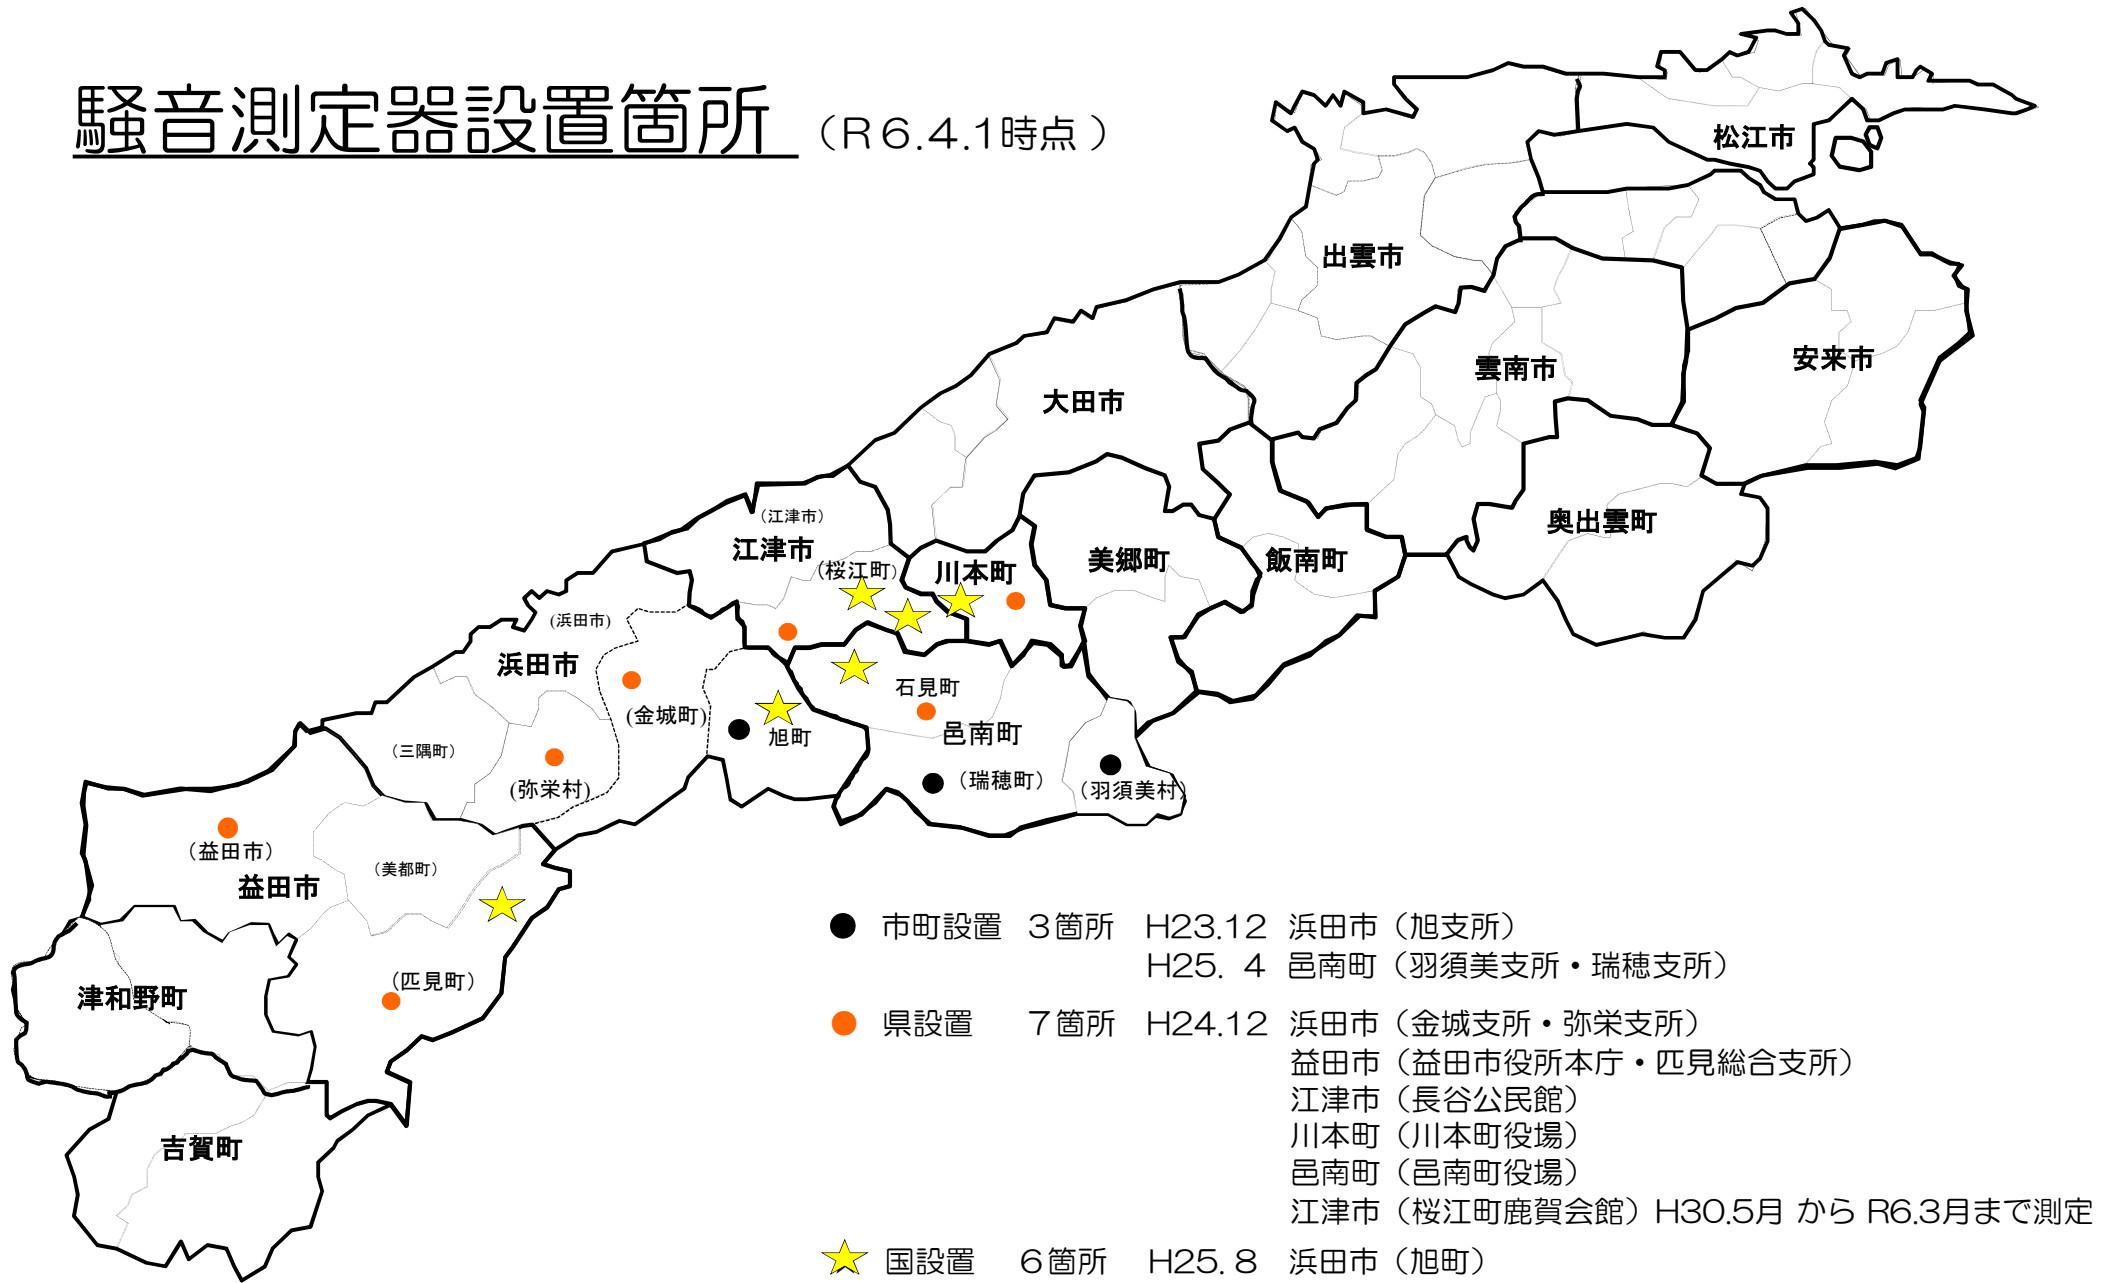 騒音測定器設置箇所 （Ｒ６.４.１時点）
松江市
出雲市
安来市
雲南市
大田市
奥出雲町
（江津市）
江津市
（桜江町）
川本町
美郷町
飯南町
（浜田市）
浜田市
石見町
（金城町）
旭町
邑南町
（三隅町）
（弥栄村）
（瑞穂町）
（羽須美村）
（益田市）
（美都町）
益田市
（匹見町）
津和野町
吉賀町
● 市町設置 ３箇所 H23.12 浜田市（旭支所）
H25. 4 邑南町（羽須美支所・瑞穂支所）
● 県設置 ７箇所 H24.12 浜田市（金城支所・弥栄支所）
益田市（益田市役所本庁・匹見総合支所）
江津市（長谷公民館）
川本町（川本町役場）
邑南町（邑南町役場）
江津市（桜江町鹿賀会館）H30.5月 から R6.3月まで測定
★ 国設置 ６箇所 H25. 8 浜田市（旭町）